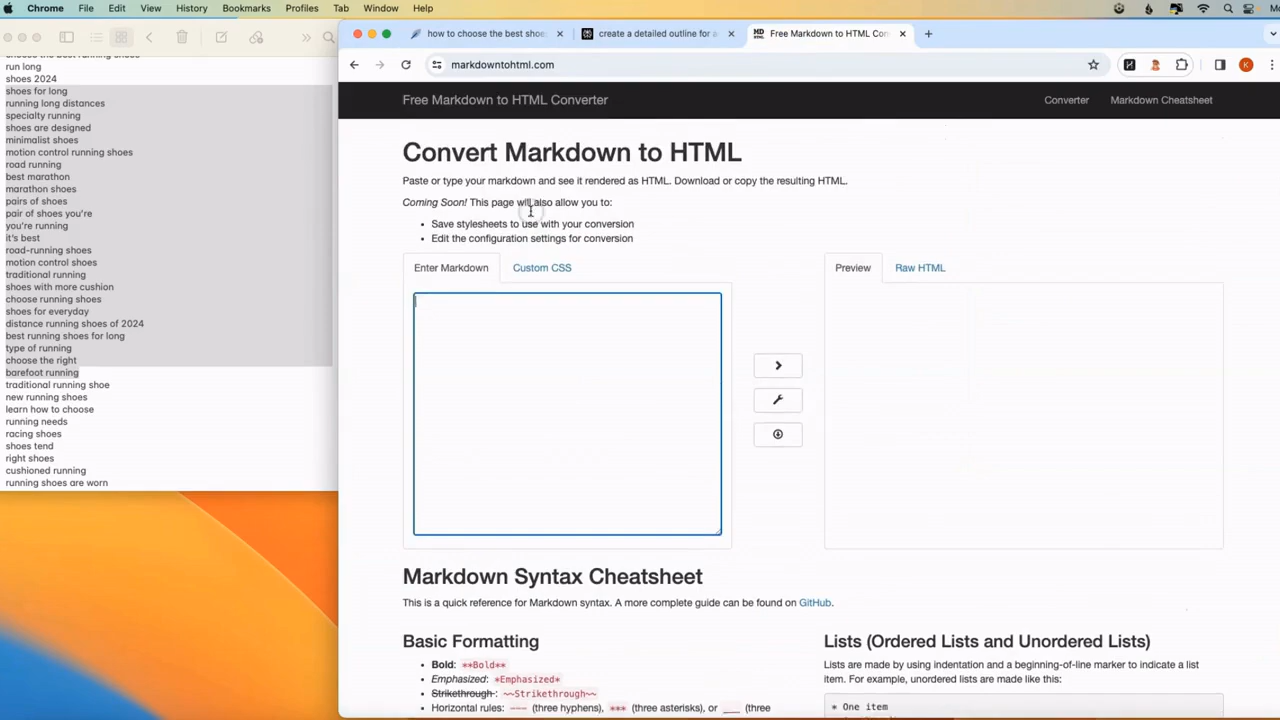 Chrome File Edit View History Bookmarks Profiles Tab Window Help
run long
shoes 2024
shoes for long
running long distances
specialty running
shoes are designed
minimalist shoes
motion control running shoes
road running
best marathon
marathon shoes
pairs of shoes
pair of shoes you're
you're running
it's best
road-running shoes
motion control shoes
traditional running
shoes with more cushion
choose running shoes
shoes for everyday
distance running shoes of 2024
best running shoes for long
type of running
choose the right
barefoot running
traditional running shoe
new running shoes
learn how to choose
running needs
racing shoes
shoes tend
right shoes
cushioned running
running shoes are worn
how to choose the best shoe
create a detailed outline for a
MD
HTML
Free Markdown to HTML Con
markdowntohtml.com
K
Free Markdown to HTML Converter
Converter
Markdown Cheatsheet
Convert Markdown to HTML
Paste or type your markdown and see it rendered as HTML. Download or copy the resulting HTML.
Coming Soon! This page will also allow you to:
• Save stylesheets to use with your conversion
• Edit the configuration settings for conversion
Enter Markdown
Custom CSS
Preview
Raw HTML
Markdown Syntax Cheatsheet
This is a quick reference for Markdown syntax. A more complete guide can be found on GitHub.
Basic Formatting
• Bold: **Bold**
• Emphasized: *Emphasized*
• Strikethrough: ~~Strikethrough~~
• Horizontal rules: --- (three hyphens), *** (three asterisks), or ___ (three
Lists (Ordered Lists and Unordered Lists)
Lists are made by using indentation and a beginning-of-line marker to indicate a list
item. For example, unordered lists are made like this:
* One item